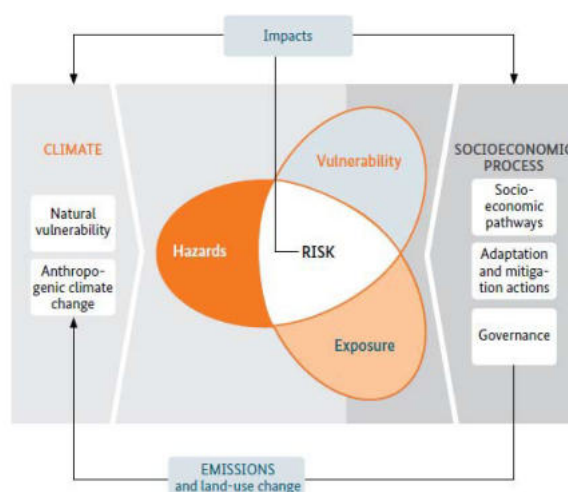 Impacts
CLIMATE
Natural
vulnerability
Anthropo-
genic climate
change
Vulnerability
Hazards
RISK
Exposure
SOCIOECONOMIC
PROCESS
Socio-
economic
pathways
Adaptation
and mitiga-
tion actions
Governance
EMISSIONS
and land-use change